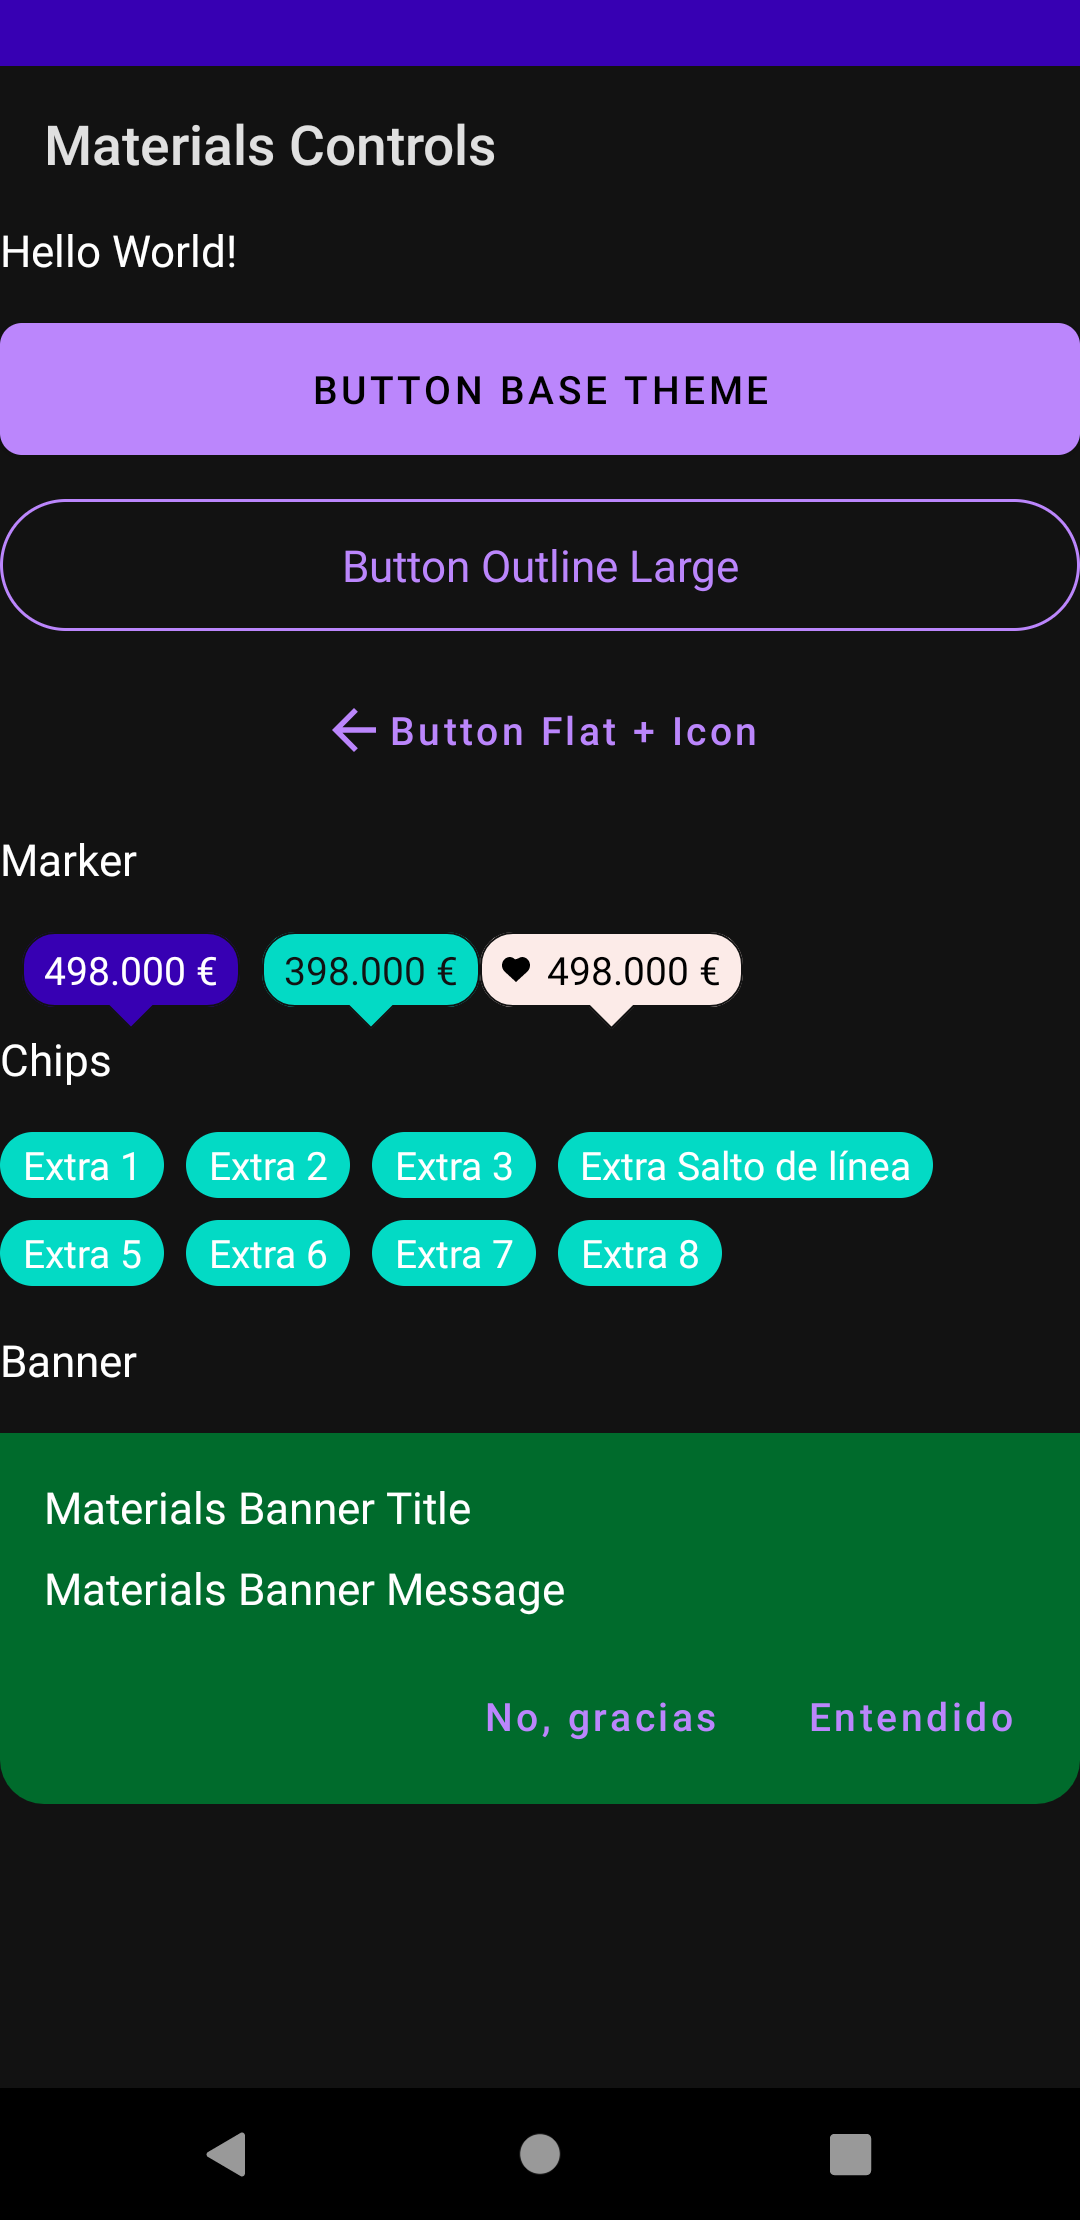 Materials Controls
Hello World!
BUTTON BASE THEME
Button Outline Large
Button Flat + Icon
Marker
498.000 € 398.000 € 498.000 €
Chips
Extra 1 Extra 2 Extra 3 Extra Salto de línea
Extra 5 Extra 6 Extra 7 Extra 8
Banner
Materials Banner Title
Materials Banner Message
No, gracias Entendido